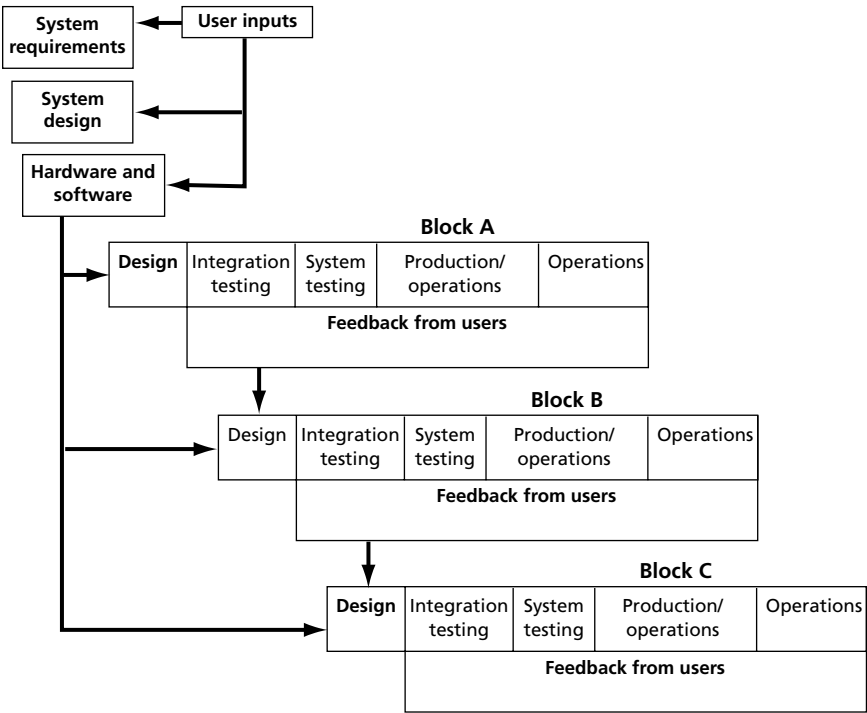 System
requirements
User inputs
System
design
Hardware and
software
Block A
Design
Integration
testing
System
testing
Production/
operations
Operations
Feedback from users
Block B
Design
Integration
testing
System
testing
Production/
operations
Operations
Feedback from users
Block C
Design
Integration
testing
System
testing
Production/
operations
Operations
Feedback from users